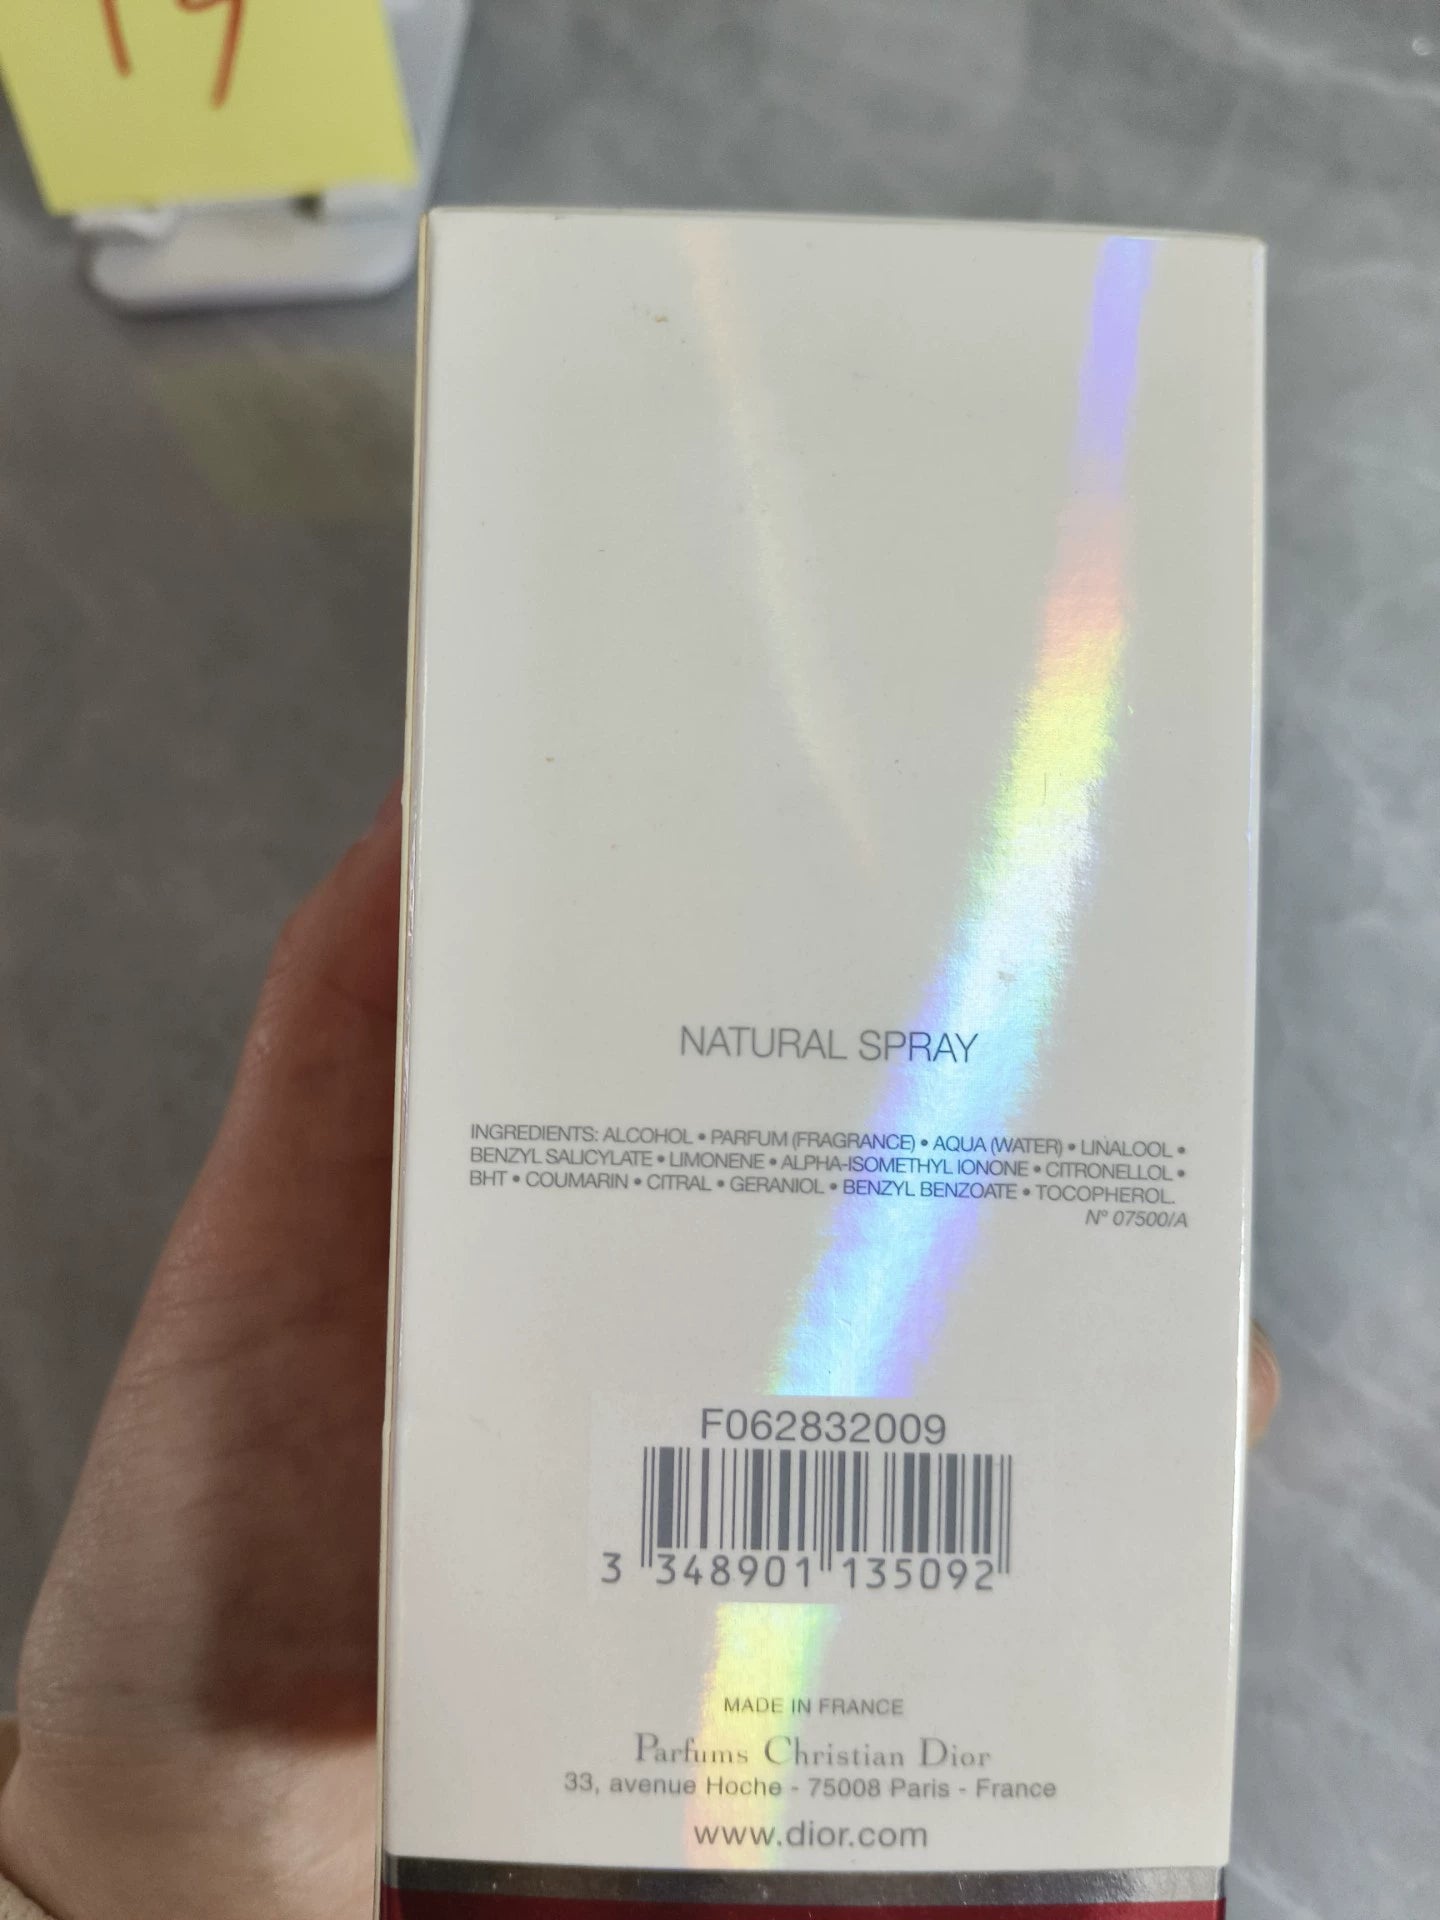 NATURAL SPRAY
INGREDIENTS: ALCOHOL • PARFUM (FRAGRANCE) • AQUA (WATER) • LINALOOL •
BENZYL SALICYLATE • LIMONENE • ALPHA-ISOMETHYL IONONE • CITRONELLOL •
BHT • COUMARIN • CITRAL • GERANIOL • BENZYL BENZOATE • TOCOPHEROL.
N° 07500/A
F062832009
3 348901 135092
MADE IN FRANCE
Parfums Christian Dior
33, avenue Hoche - 75008 Paris - France
www.dior.com